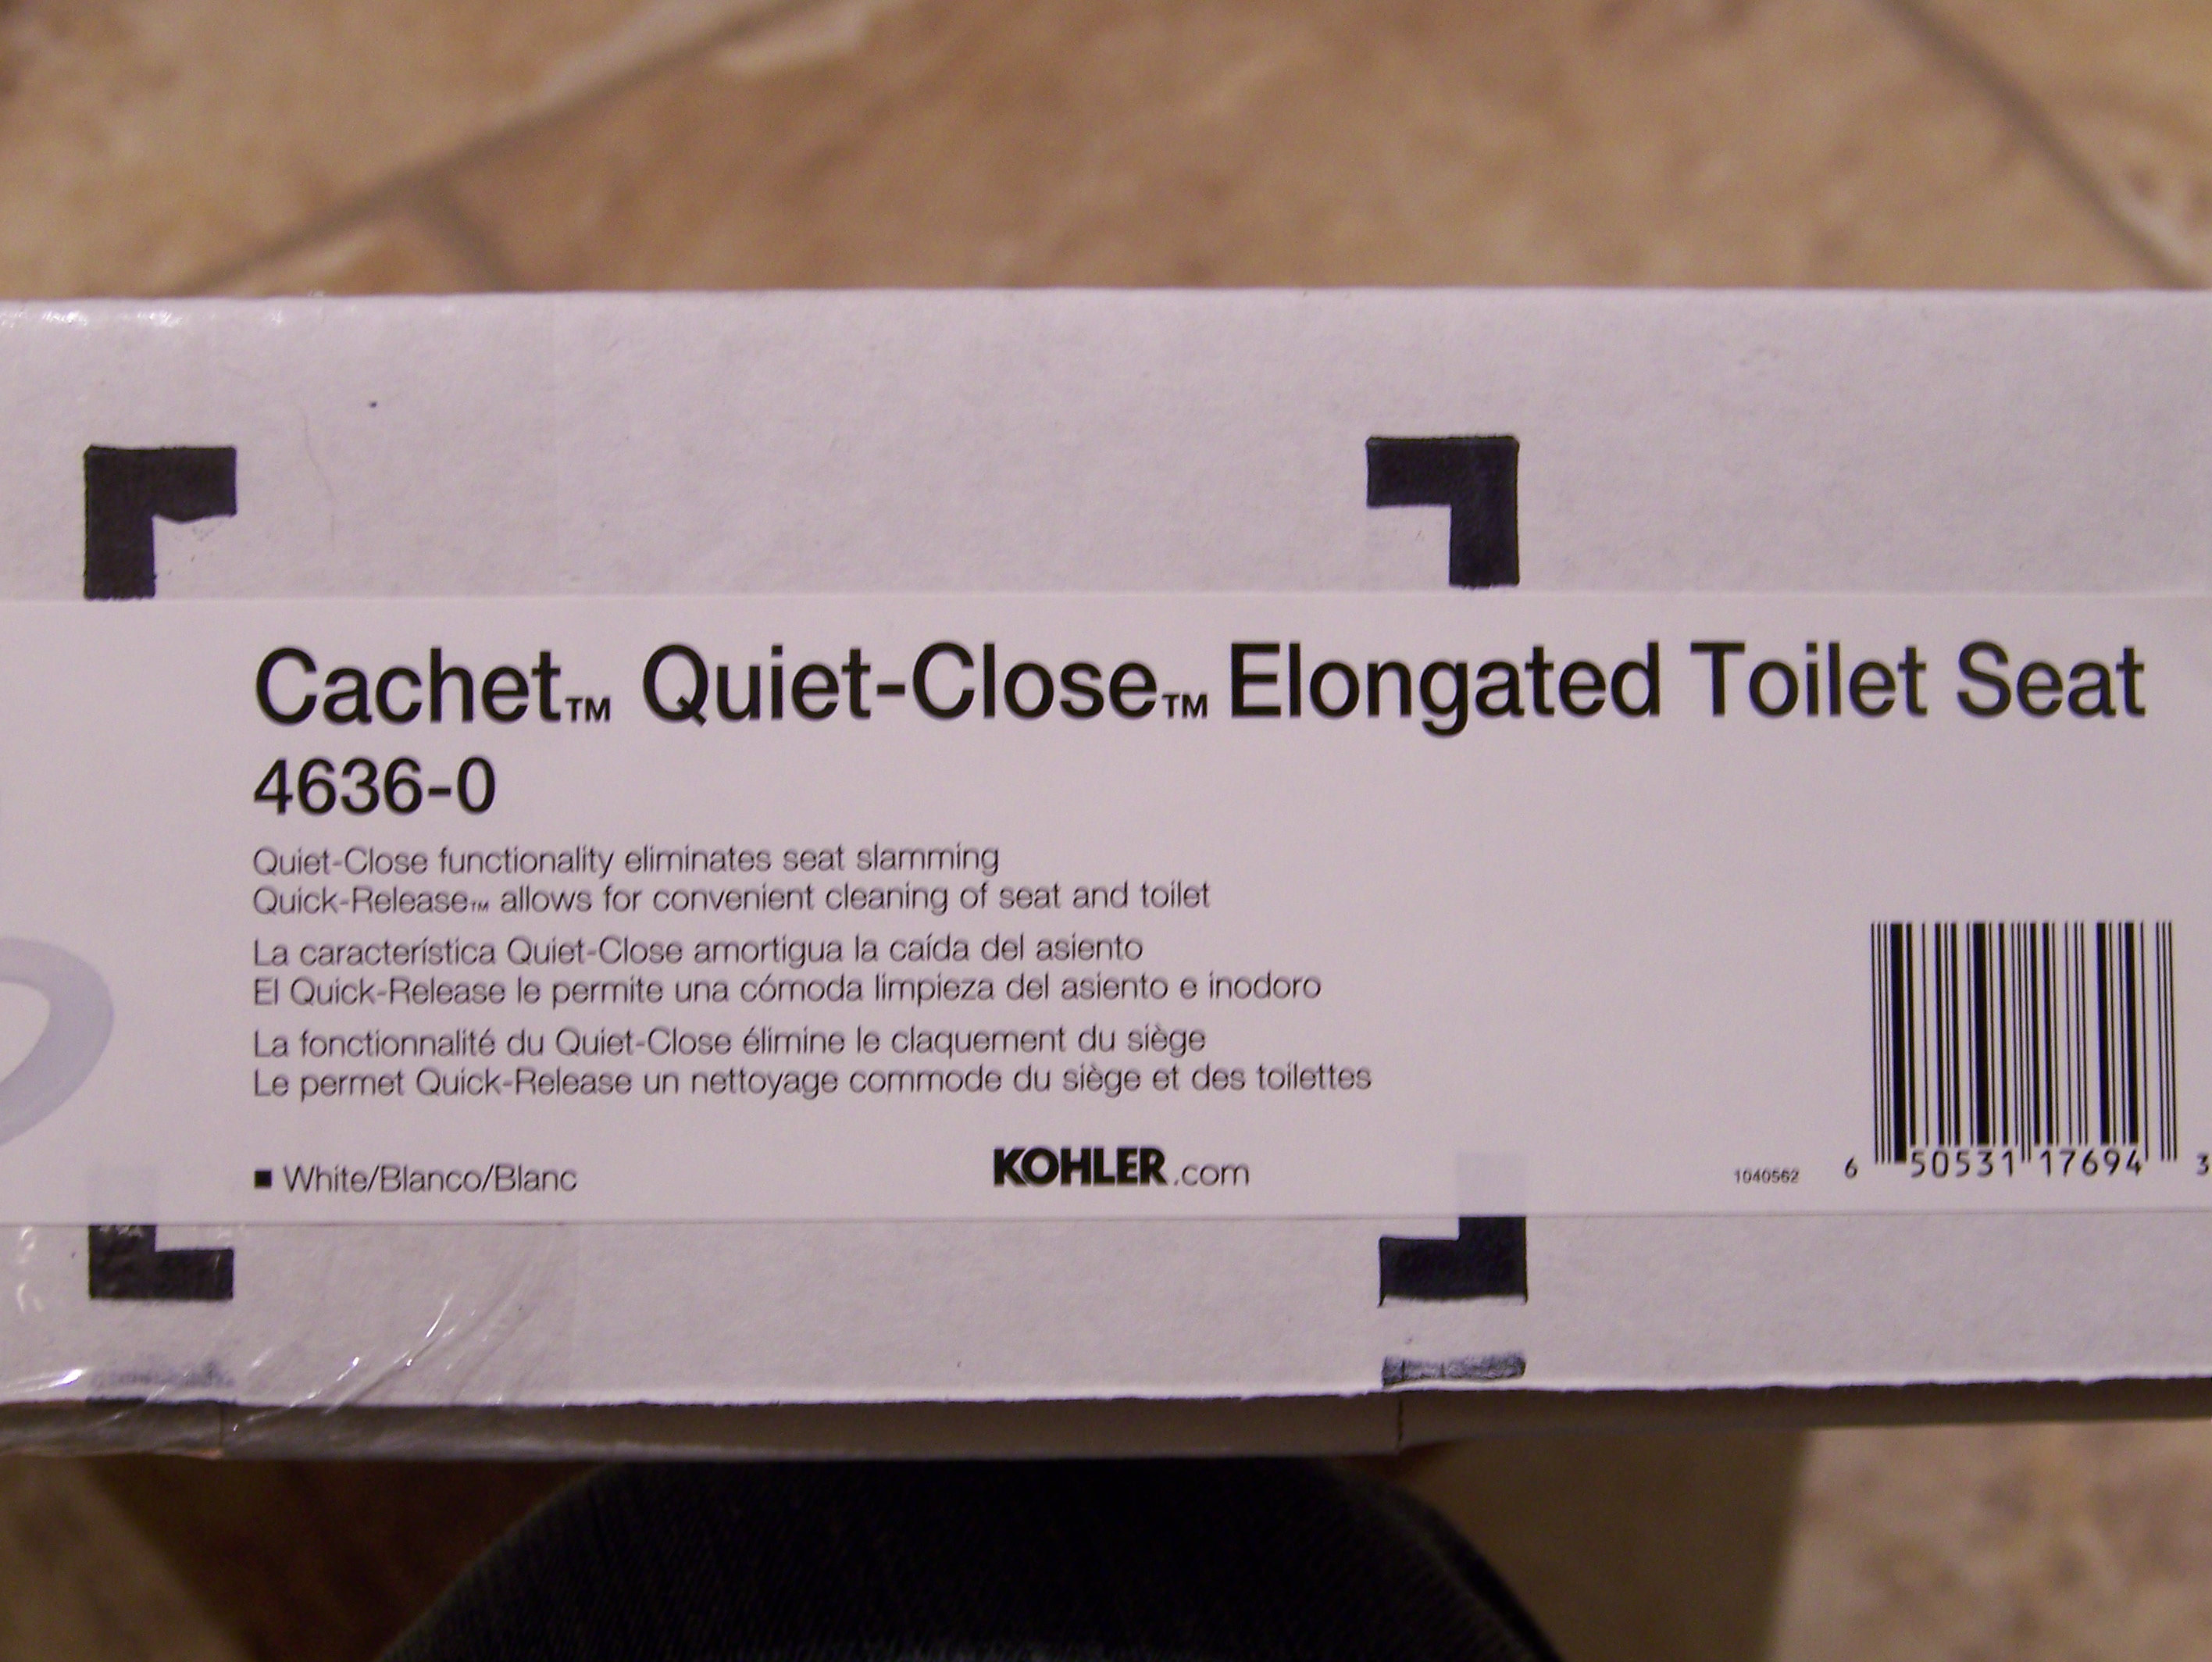 Cachet™ Quiet-Close™ Elongated Toilet Seat
4636-0
Quiet-Close functionality eliminates seat slamming
Quick-Release™ allows for convenient cleaning of seat and toilet
La característica Quiet-Close amortigua la caída del asiento
El Quick-Release le permite una cómoda limpieza del asiento e inodoro
La fonctionnalité du Quiet-Close élimine le claquement du siège
Le permet Quick-Release un nettoyage commode du siège et des toilettes
■ White/Blanco/Blanc
KOHLER.com
1040562
6 50531 17694 3